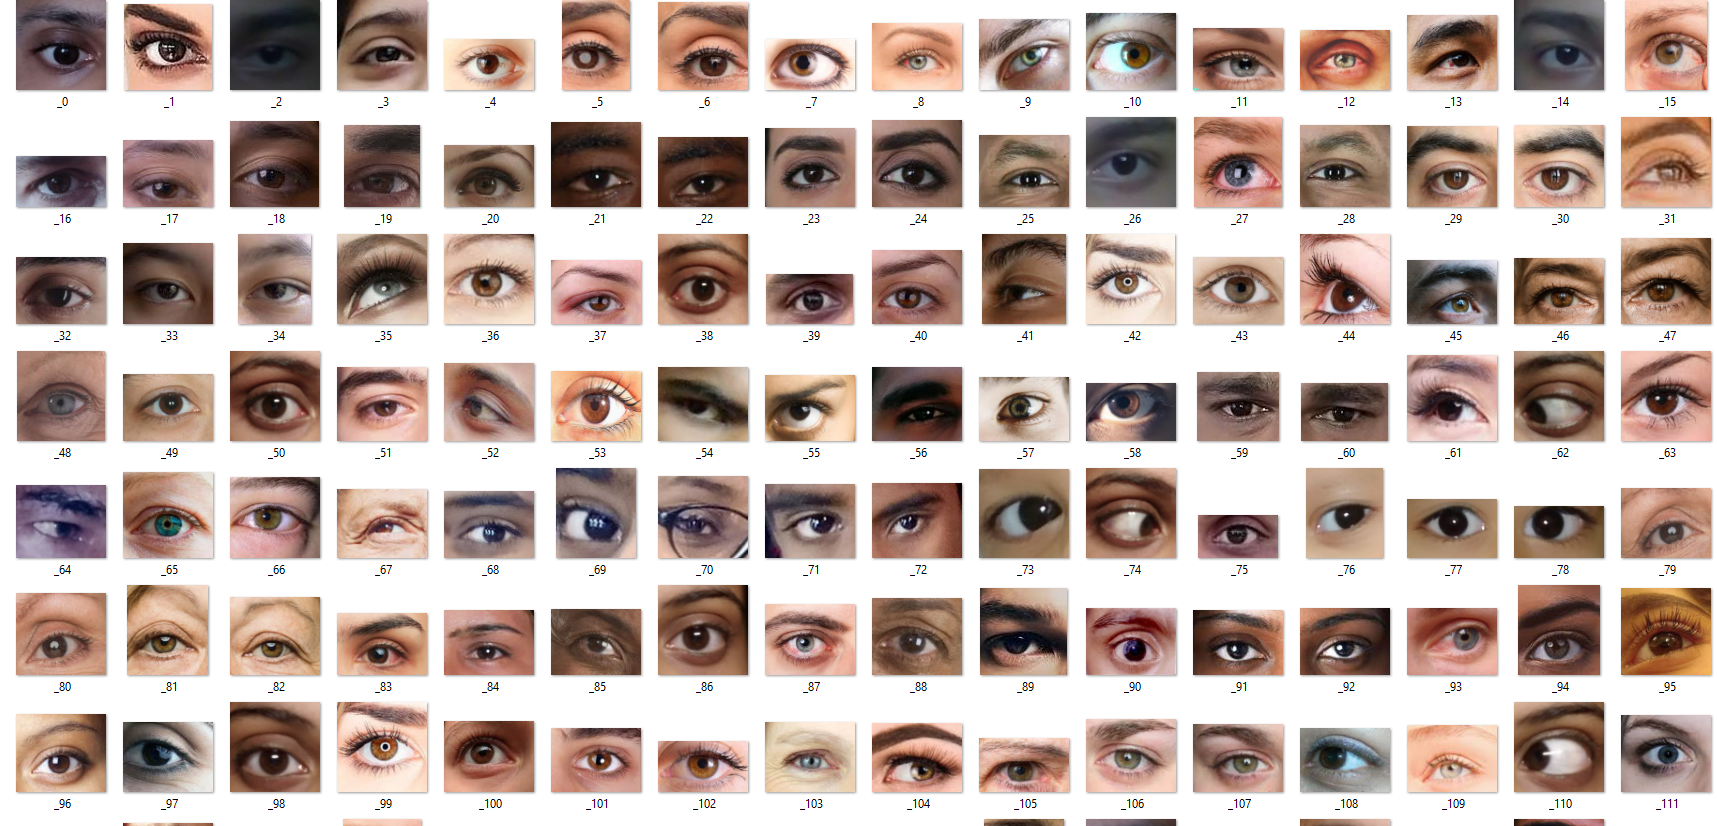 _0 _1 _2 _3 _4 _5 _6 _7 _8 _9 _10 _11 _12 _13 _14 _15
_16 _17 _18 _19 _20 _21 _22 _23 _24 _25 _26 _27 _28 _29 _30 _31
_32 _33 _34 _35 _36 _37 _38 _39 _40 _41 _42 _43 _44 _45 _46 _47
_48 _49 _50 _51 _52 _53 _54 _55 _56 _57 _58 _59 _60 _61 _62 _63
_64 _65 _66 _67 _68 _69 _70 _71 _72 _73 _74 _75 _76 _77 _78 _79
_80 _81 _82 _83 _84 _85 _86 _87 _88 _89 _90 _91 _92 _93 _94 _95
_96 _97 _98 _99 _100 _101 _102 _103 _104 _105 _106 _107 _108 _109 _110 _111